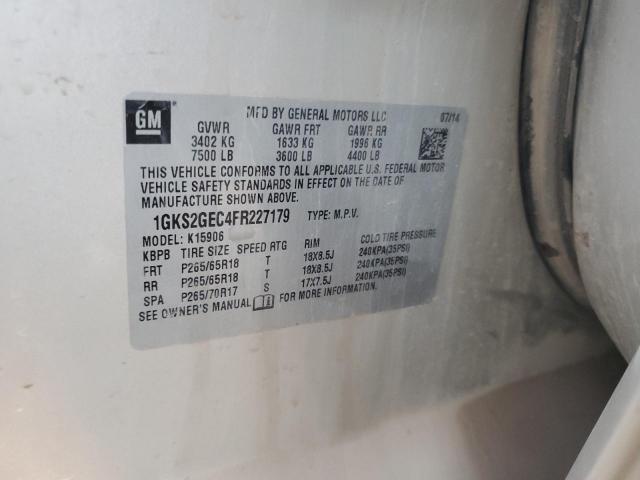 GM
MFD BY GENERAL MOTORS LLC 07/14
GVWR GAWR FRT GAWR RR
3402 KG 1633 KG 1996 KG
7500 LB 3600 LB 4400 LB
THIS VEHICLE CONFORMS TO ALL APPLICABLE U.S. FEDERAL MOTOR
VEHICLE SAFETY STANDARDS IN EFFECT ON THE DATE OF
MANUFACTURE SHOWN ABOVE.
1GKS2GEC4FR227179 TYPE: M.P.V.
MODEL: K15906
KBPB TIRE SIZE SPEED RTG RIM COLD TIRE PRESSURE
FRT P265/65R18 T 18X8.5J 240KPA(35PSI)
RR P265/65R18 T 18X8.5J 240KPA(35PSI)
SPA P265/70R17 S 17X7.5J 240KPA(35PSI)
SEE OWNER'S MANUAL FOR MORE INFORMATION.